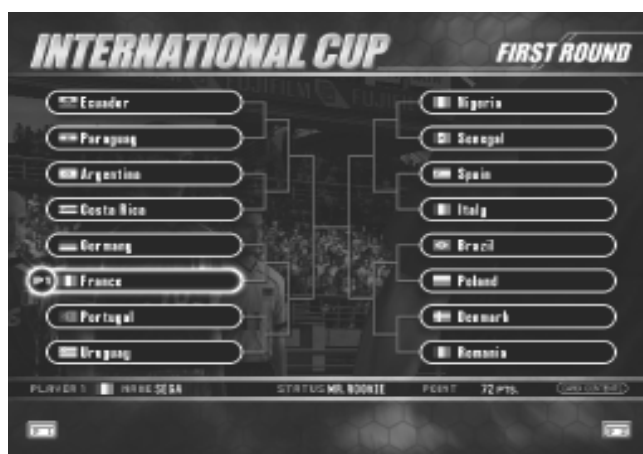 INTERNATIONAL CUP
FIRST ROUND
Ecuador
Paraguay
Argentina
Costa Rica
Germany
1P France
Portugal
Uruguay
Nigeria
Senegal
Spain
Italy
Brazil
Poland
Denmark
Romania
PLAYER 1 NAME SEGA STATUS MR. ROOKIE POINT 72 PTS.